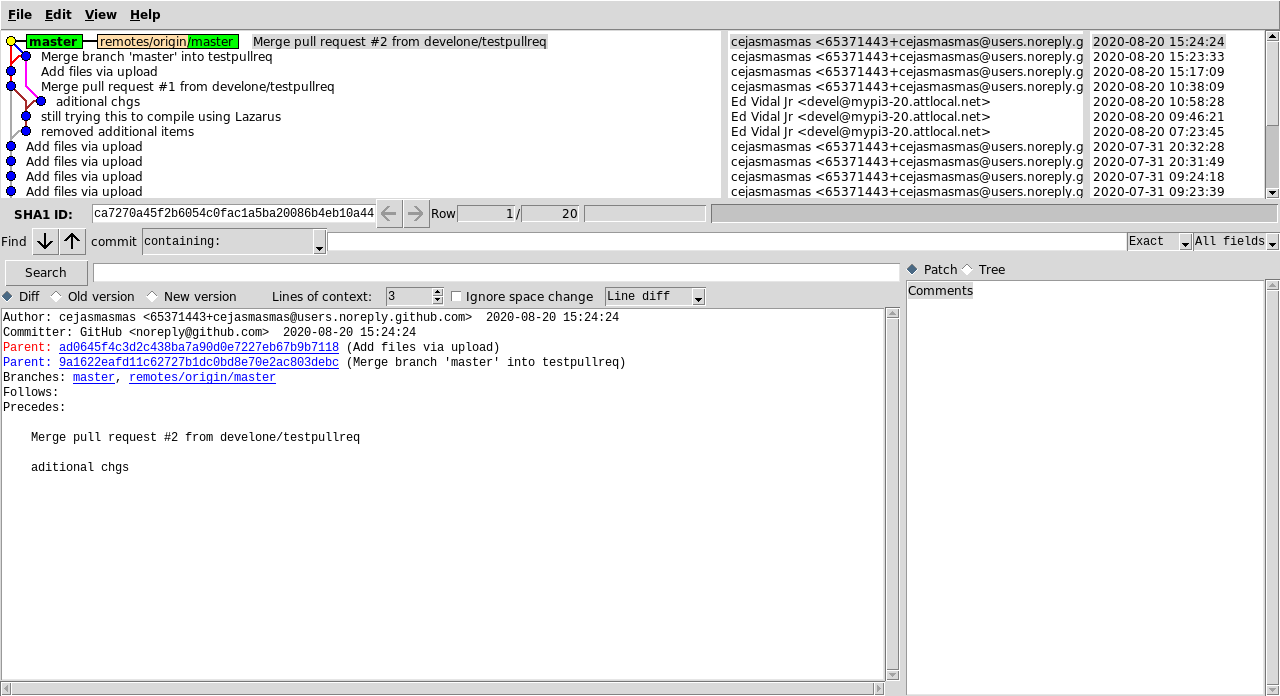 File Edit View Help
master remotes/origin/master Merge pull request #2 from develone/testpullreq cejasmasmas <65371443+cejasmasmas@users.noreply.g 2020-08-20 15:24:24
Merge branch 'master' into testpullreq cejasmasmas <65371443+cejasmasmas@users.noreply.g 2020-08-20 15:23:33
Add files via upload cejasmasmas <65371443+cejasmasmas@users.noreply.g 2020-08-20 15:17:09
Merge pull request #1 from develone/testpullreq cejasmasmas <65371443+cejasmasmas@users.noreply.g 2020-08-20 10:38:09
aditional chgs Ed Vidal Jr <devel@mypi3-20.attlocal.net> 2020-08-20 10:58:28
still trying this to compile using Lazarus Ed Vidal Jr <devel@mypi3-20.attlocal.net> 2020-08-20 09:46:21
removed additional items Ed Vidal Jr <devel@mypi3-20.attlocal.net> 2020-08-20 07:23:45
Add files via upload cejasmasmas <65371443+cejasmasmas@users.noreply.g 2020-07-31 20:32:28
Add files via upload cejasmasmas <65371443+cejasmasmas@users.noreply.g 2020-07-31 20:31:49
Add files via upload cejasmasmas <65371443+cejasmasmas@users.noreply.g 2020-07-31 09:24:18
Add files via upload cejasmasmas <65371443+cejasmasmas@users.noreply.g 2020-07-31 09:23:39
SHA1 ID: ca7270a45f2b6054c0fac1a5ba20086b4eb10a44 Row 1 / 20
Find commit containing: Exact All fields
Search
Patch Tree
Diff Old version New version Lines of context: 3 Ignore space change Line diff
Comments
Author: cejasmasmas <65371443+cejasmasmas@users.noreply.github.com>  2020-08-20 15:24:24
Committer: GitHub <noreply@github.com>  2020-08-20 15:24:24
Parent: ad0645f4c3d2c438ba7a90d0e7227eb67b9b7118 (Add files via upload)
Parent: 9a1622eafd11c62727b1dc0bd8e70e2ac803debc (Merge branch 'master' into testpullreq)
Branches: master, remotes/origin/master
Follows:
Precedes:
Merge pull request #2 from develone/testpullreq
aditional chgs